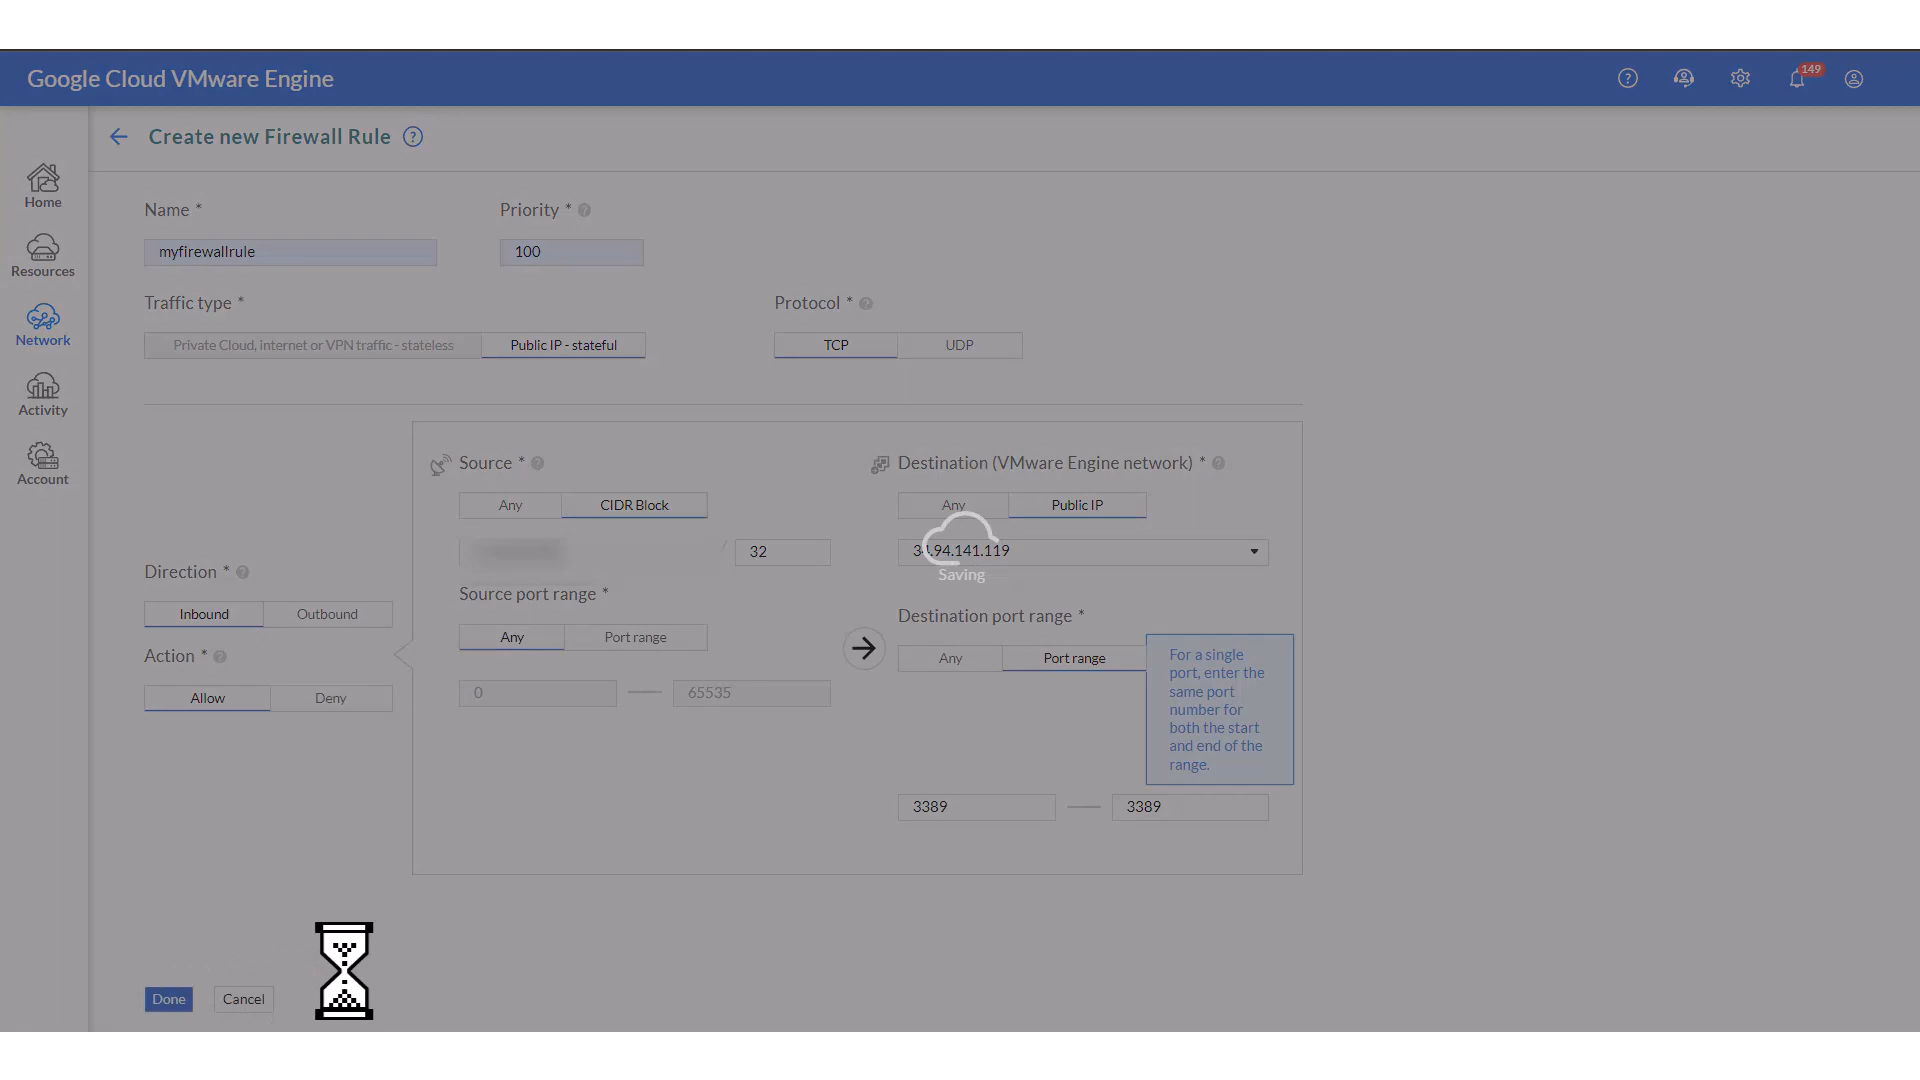 Google Cloud VMware Engine
149
Create new Firewall Rule
Home
Resources
Network
Activity
Account
Name *
Priority *
myfirewallrule
100
Traffic type *
Protocol *
Private Cloud, internet or VPN traffic - stateless
Public IP - stateful
TCP
UDP
Source *
Destination (VMware Engine network) *
Any
CIDR Block
Any
Public IP
/
32
34.94.141.119
Saving
Direction *
Source port range *
Destination port range *
Inbound
Outbound
Any
Port range
Any
Port range
Action *
Allow
Deny
0
65535
For a single
port, enter the
same port
number for
both the start
and end of the
range.
3389
3389
Done
Cancel